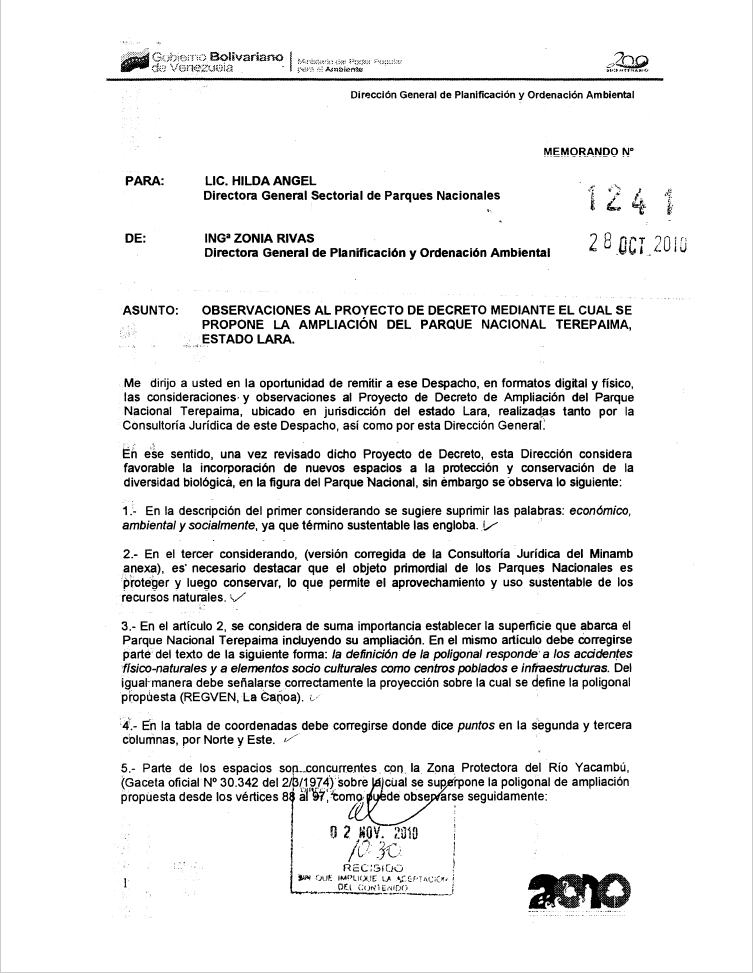 Gobierno Bolivariano de Venezuela
Ministerio del Poder Popular para el Ambiente
200
BICENTENARIO
Dirección General de Planificación y Ordenación Ambiental
MEMORANDO Nº
1241
28 OCT 2010
PARA: LIC. HILDA ANGEL
Directora General Sectorial de Parques Nacionales
DE: INGª ZONIA RIVAS
Directora General de Planificación y Ordenación Ambiental
ASUNTO: OBSERVACIONES AL PROYECTO DE DECRETO MEDIANTE EL CUAL SE
PROPONE LA AMPLIACIÓN DEL PARQUE NACIONAL TEREPAIMA,
ESTADO LARA.
Me dirijo a usted en la oportunidad de remitir a ese Despacho, en formatos digital y físico,
las consideraciones y observaciones al Proyecto de Decreto de Ampliación del Parque
Nacional Terepaima, ubicado en jurisdicción del estado Lara, realizadas tanto por la
Consultoría Jurídica de este Despacho, así como por esta Dirección General.
En ese sentido, una vez revisado dicho Proyecto de Decreto, esta Dirección considera
favorable la incorporación de nuevos espacios a la protección y conservación de la
diversidad biológica, en la figura del Parque Nacional, sin embargo se observa lo siguiente:
1.- En la descripción del primer considerando se sugiere suprimir las palabras: económico,
ambiental y socialmente, ya que término sustentable las engloba.
2.- En el tercer considerando, (versión corregida de la Consultoría Jurídica del Minamb
anexa), es necesario destacar que el objeto primordial de los Parques Nacionales es
proteger y luego conservar, lo que permite el aprovechamiento y uso sustentable de los
recursos naturales.
3.- En el artículo 2, se considera de suma importancia establecer la superficie que abarca el
Parque Nacional Terepaima incluyendo su ampliación. En el mismo artículo debe corregirse
parte del texto de la siguiente forma: la definición de la poligonal responde a los accidentes
físico-naturales y a elementos socio culturales como centros poblados e infraestructuras. Del
igual manera debe señalarse correctamente la proyección sobre la cual se define la poligonal
propuesta (REGVEN, La Canoa).
4.- En la tabla de coordenadas debe corregirse donde dice puntos en la segunda y tercera
columnas, por Norte y Este.
5.- Parte de los espacios son concurrentes con la Zona Protectora del Río Yacambú,
(Gaceta oficial Nº 30.342 del 2/3/1974) sobre la cual se superpone la poligonal de ampliación
propuesta desde los vértices 88 al 97, como puede observarse seguidamente:
02 NOV. 2010
10:30
RECIBIDO
SIN QUE IMPLIQUE LA ACEPTACION
DEL CONTENIDO
1
2010